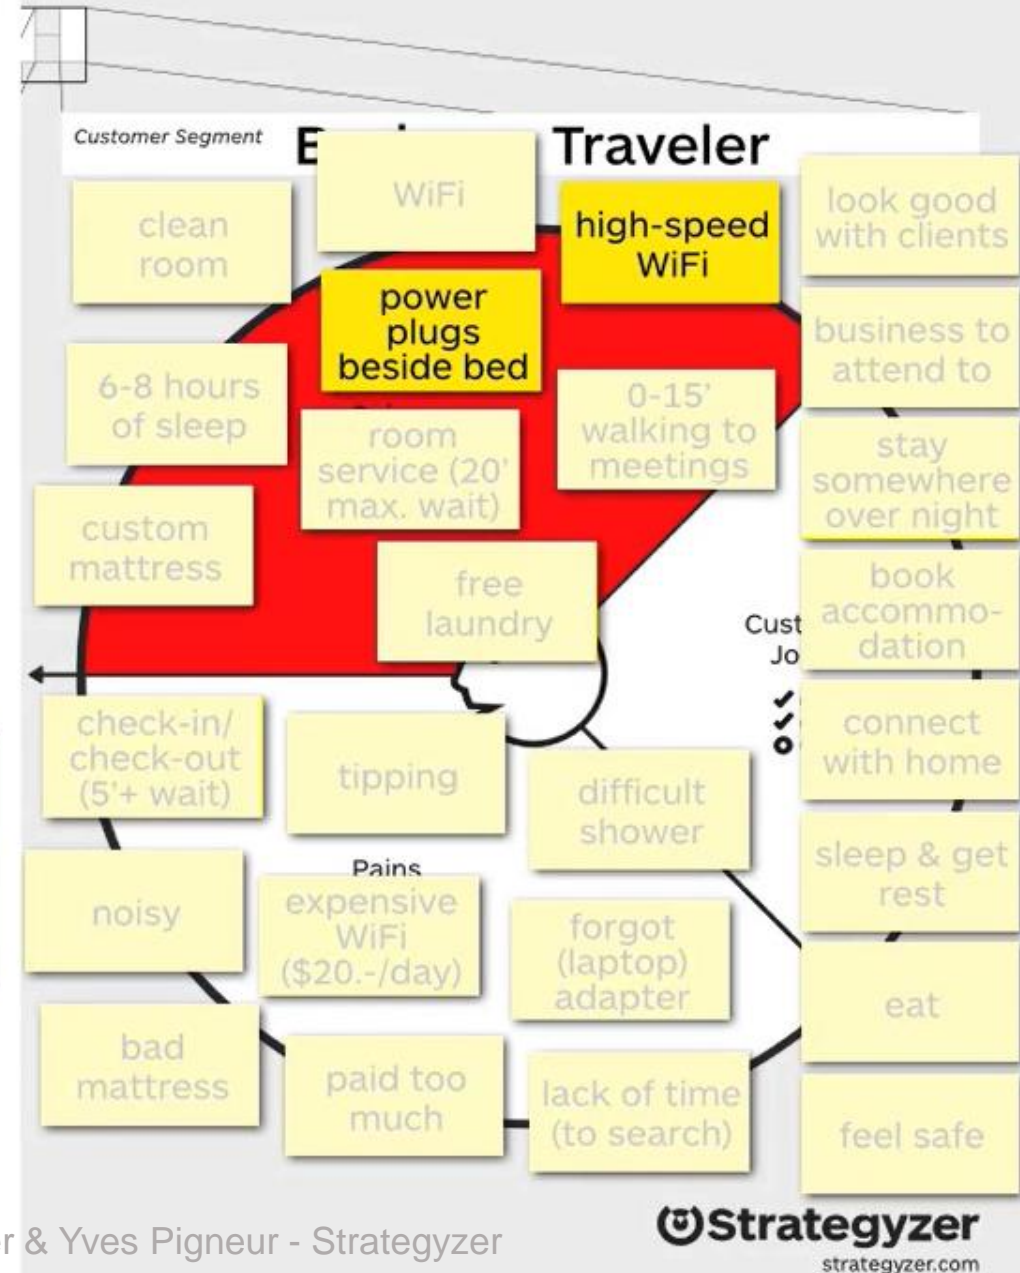 Customer Segment
Traveler
WiFi
clean
room
high-speed
WiFi
look good
with clients
power
plugs
beside bed
business to
attend to
6-8 hours
of sleep
0-15'
walking to
meetings
room
service (20'
max. wait)
stay
somewhere
over night
custom
mattress
free
laundry
book
accommo-
dation
check-in/
check-out
(5'+ wait)
tipping
connect
with home
difficult
shower
Pains
sleep & get
rest
noisy
expensive
WiFi
($20.-/day)
forgot
(laptop)
adapter
eat
bad
mattress
paid too
much
lack of time
(to search)
feel safe
Strategyzer
strategyzer.com
& Yves Pigneur - Strategyzer